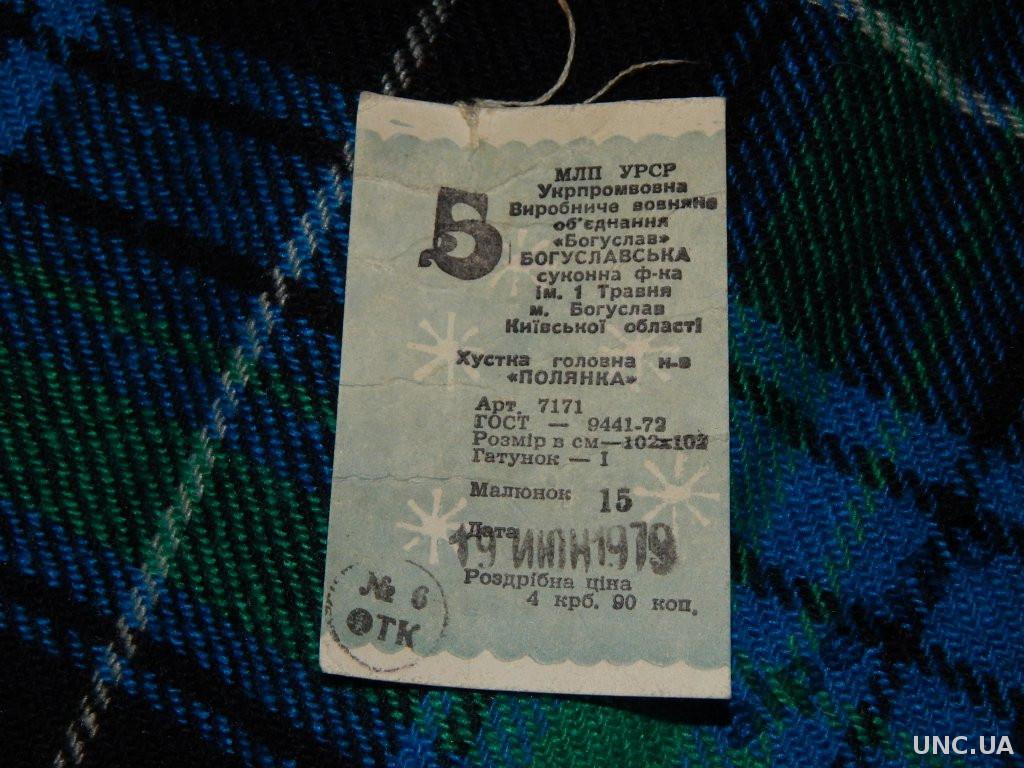 5
МЛП УРСР
Укрпромвовна
Виробниче вовняне
об'єднання
«Богуслав»
БОГУСЛАВСЬКА
суконна ф-ка
ім. 1 Травня
м. Богуслав
Київської області
Хустка головна н-в
«ПОЛЯНКА»
Арт. 7171
ГОСТ — 9441-72
Розмір в см—102х102
Гатунок — I
Малюнок 15
Дата
19 ИЮН 1979
Роздрібна ціна
4 крб. 90 коп.
№ 6
ОТК
UNC.UA